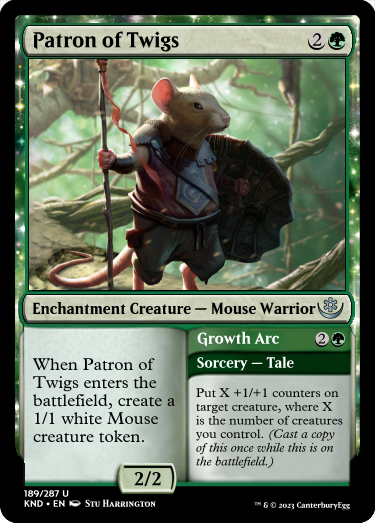 Patron of Twigs 2
Enchantment Creature — Mouse Warrior
When Patron of
Twigs enters the
battlefield, create a
1/1 white Mouse
creature token.
2/2
Growth Arc 2
Sorcery — Tale
Put X +1/+1 counters on
target creature, where X
is the number of creatures
you control. (Cast a copy
of this once while this is
on the battlefield.)
189/287 U
KND • EN STU HARRINGTON
™ & © 2023 CanterburyEgg